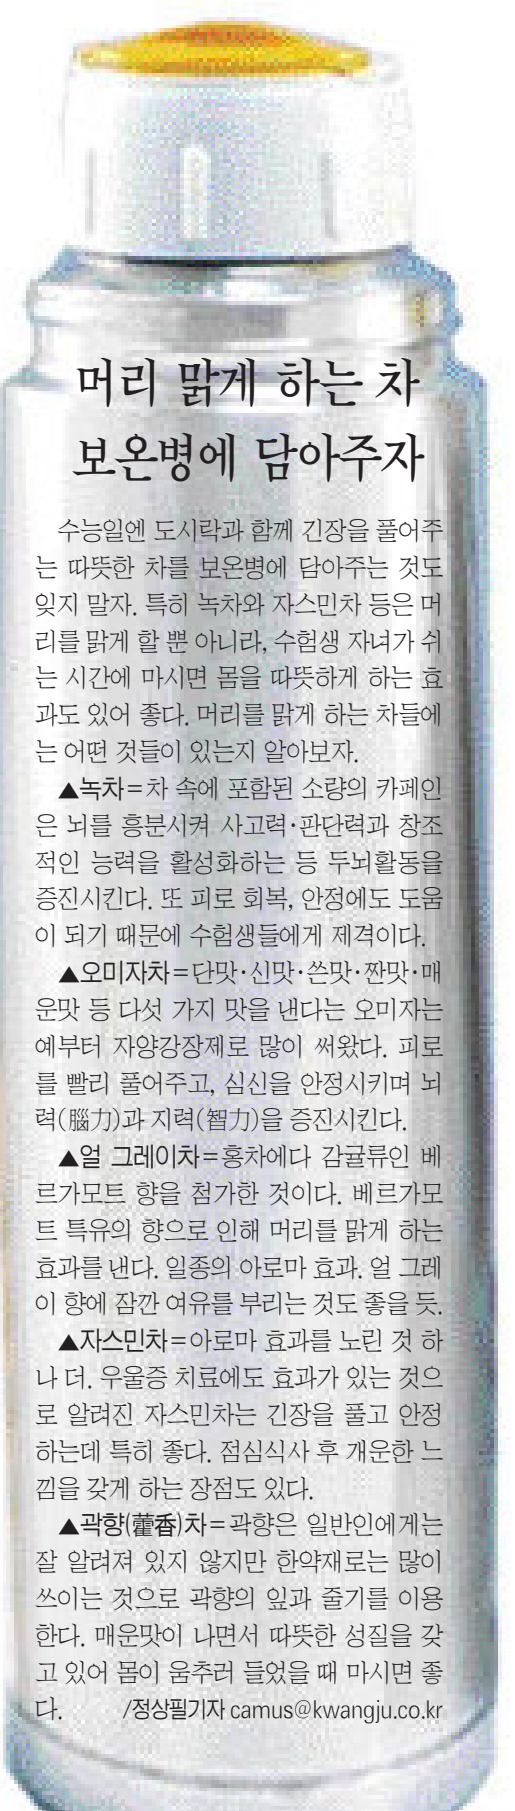 머리 맑게 하는 차
보온병에 담아주자
수능일엔 도시락과 함께 긴장을 풀어주
는 따뜻한 차를 보온병에 담아주는 것도
잊지 말자. 특히 녹차와 자스민차 등은 머
리를 맑게 할 뿐 아니라, 수험생 자녀가 쉬
는 시간에 마시면 몸을 따뜻하게 하는 효
과도 있어 좋다. 머리를 맑게 하는 차들에
는 어떤 것들이 있는지 알아보자.
▲녹차=차 속에 포함된 소량의 카페인
은 뇌를 흥분시켜 사고력·판단력과 창조
적인 능력을 활성화하는 등 두뇌활동을
증진시킨다. 또 피로 회복, 안정에도 도움
이 되기 때문에 수험생들에게 제격이다.
▲오미자차=단맛·신맛·쓴맛·짠맛·매
운맛 등 다섯 가지 맛을 낸다는 오미자는
예부터 자양강장제로 많이 써왔다. 피로
를 빨리 풀어주고, 심신을 안정시키며 뇌
력(腦力)과 지력(智力)을 증진시킨다.
▲얼 그레이차=홍차에다 감귤류인 베
르가모트 향을 첨가한 것이다. 베르가모
트 특유의 향으로 인해 머리를 맑게 하는
효과를 낸다. 일종의 아로마 효과. 얼 그레
이 향에 잠깐 여유를 부리는 것도 좋을 듯.
▲자스민차=아로마 효과를 노린 것 하
나 더. 우울증 치료에도 효과가 있는 것으
로 알려진 자스민차는 긴장을 풀고 안정
하는데 특히 좋다. 점심식사 후 개운한 느
낌을 갖게 하는 장점도 있다.
▲곽향(藿香)차=곽향은 일반인에게는
잘 알려져 있지 않지만 한약재로는 많이
쓰이는 것으로 곽향의 잎과 줄기를 이용
한다. 매운맛이 나면서 따뜻한 성질을 갖
고 있어 몸이 움추러 들었을 때 마시면 좋
다. /정상필기자 camus@kwangju.co.kr